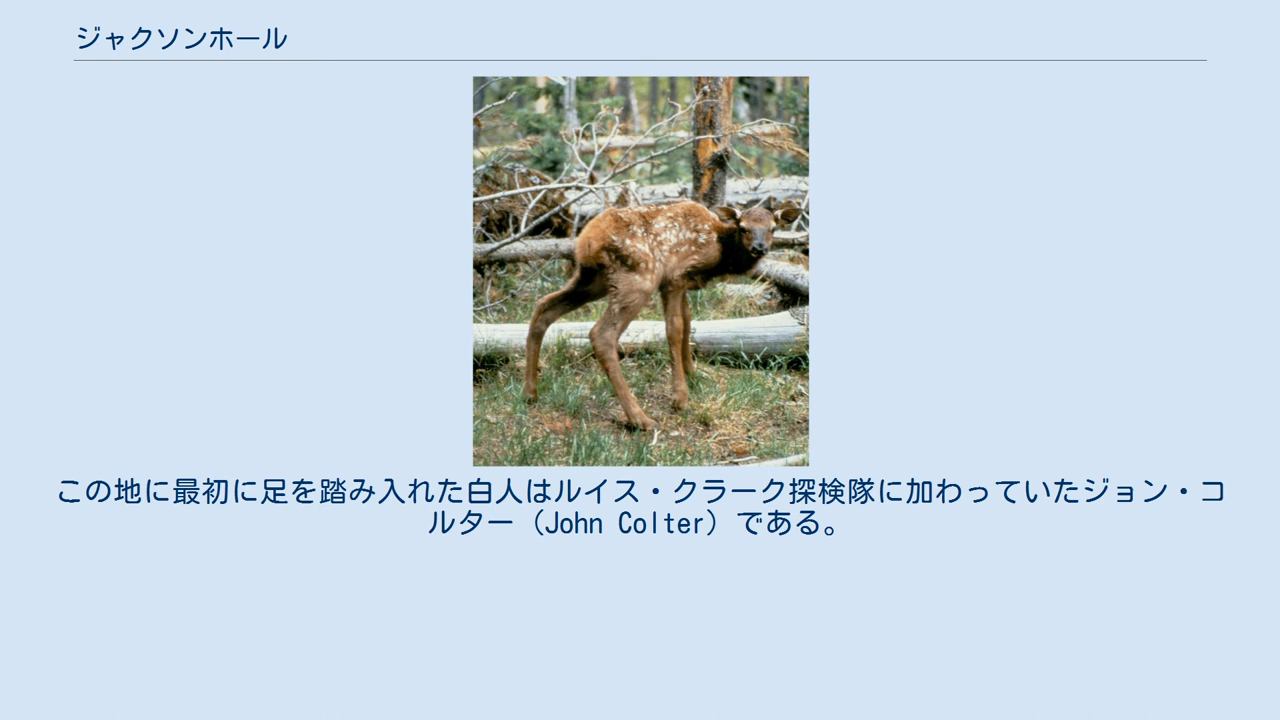 ジャクソンホール
この地に最初に足を踏み入れた白人はルイス・クラーク探検隊に加わっていたジョン・コ
ルター（John Colter）である。